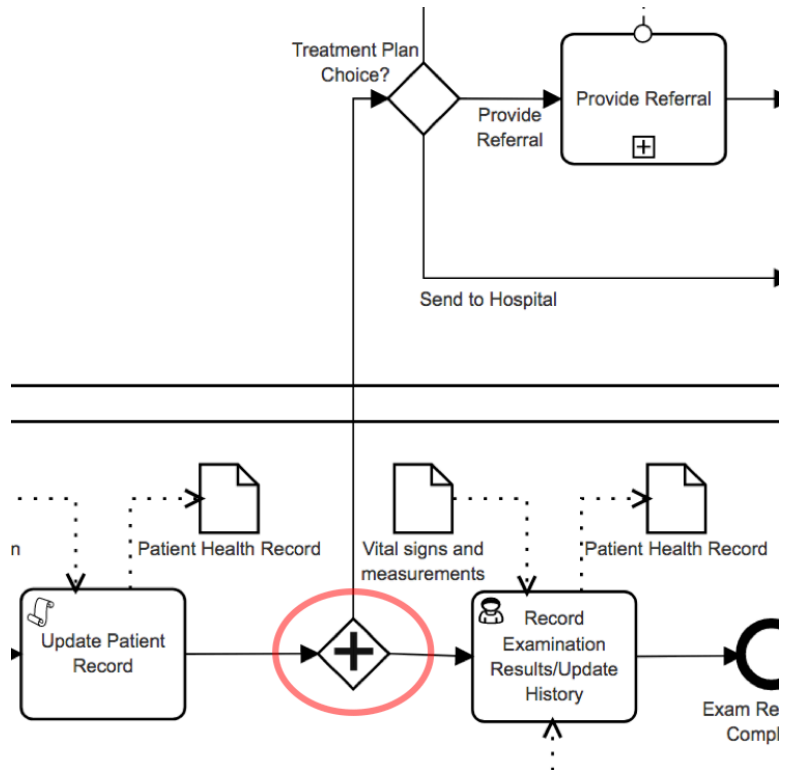 Treatment Plan
Choice?
Provide Referral
Provide
Referral
Send to Hospital
n
Patient Health Record
Vital signs and
measurements
Patient Health Record
Update Patient
Record
Record
Examination
Results/Update
History
Exam Re
Compl